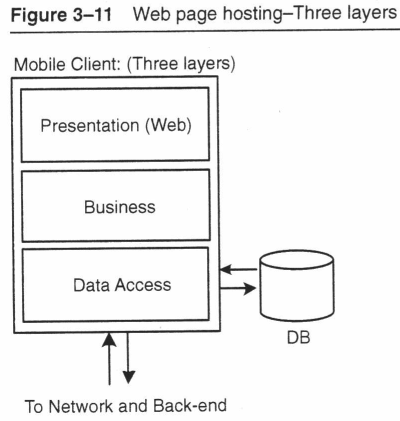 Figure 3–11 Web page hosting–Three layers
Mobile Client: (Three layers)
Presentation (Web)
Business
Data Access
DB
To Network and Back-end